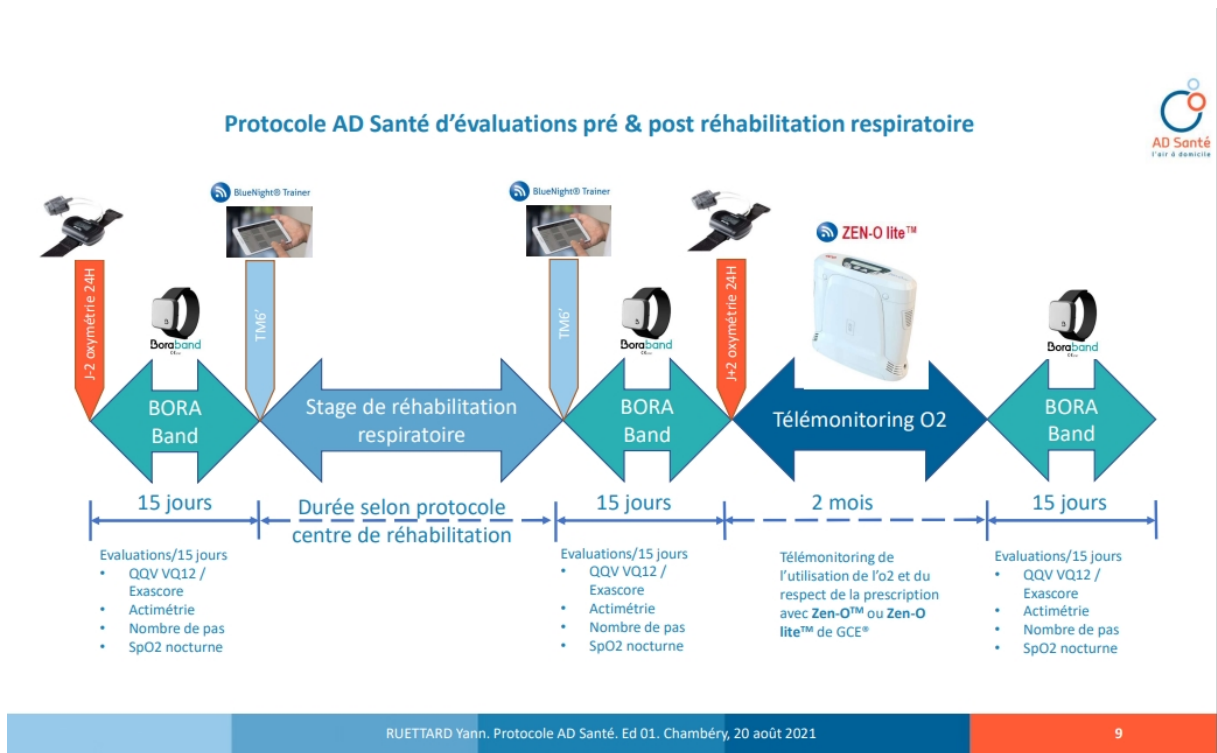 Protocole AD Santé d'évaluations pré & post réhabilitation respiratoire
AD Santé
l'air à domicile
BlueNight® Trainer
BlueNight® Trainer
ZEN-O lite™
J-2 oxymétrie 24H
TM6'
TM6'
J+2 oxymétrie 24H
Boraband
Boraband
Boraband
BORA
Band
Stage de réhabilitation
respiratoire
BORA
Band
Télémonitoring O2
BORA
Band
15 jours
Durée selon protocole
centre de réhabilitation
15 jours
2 mois
15 jours
Evaluations/15 jours
• QQV VQ12 /
Exascore
• Actimétrie
• Nombre de pas
• SpO2 nocturne
Evaluations/15 jours
• QQV VQ12 /
Exascore
• Actimétrie
• Nombre de pas
• SpO2 nocturne
Télémonitoring de
l'utilisation de l'o2 et du
respect de la prescription
avec Zen-O™ ou Zen-O
lite™ de GCE®
Evaluations/15 jours
• QQV VQ12 /
Exascore
• Actimétrie
• Nombre de pas
• SpO2 nocturne
RUETTARD Yann. Protocole AD Santé. Ed 01. Chambéry, 20 août 2021
9